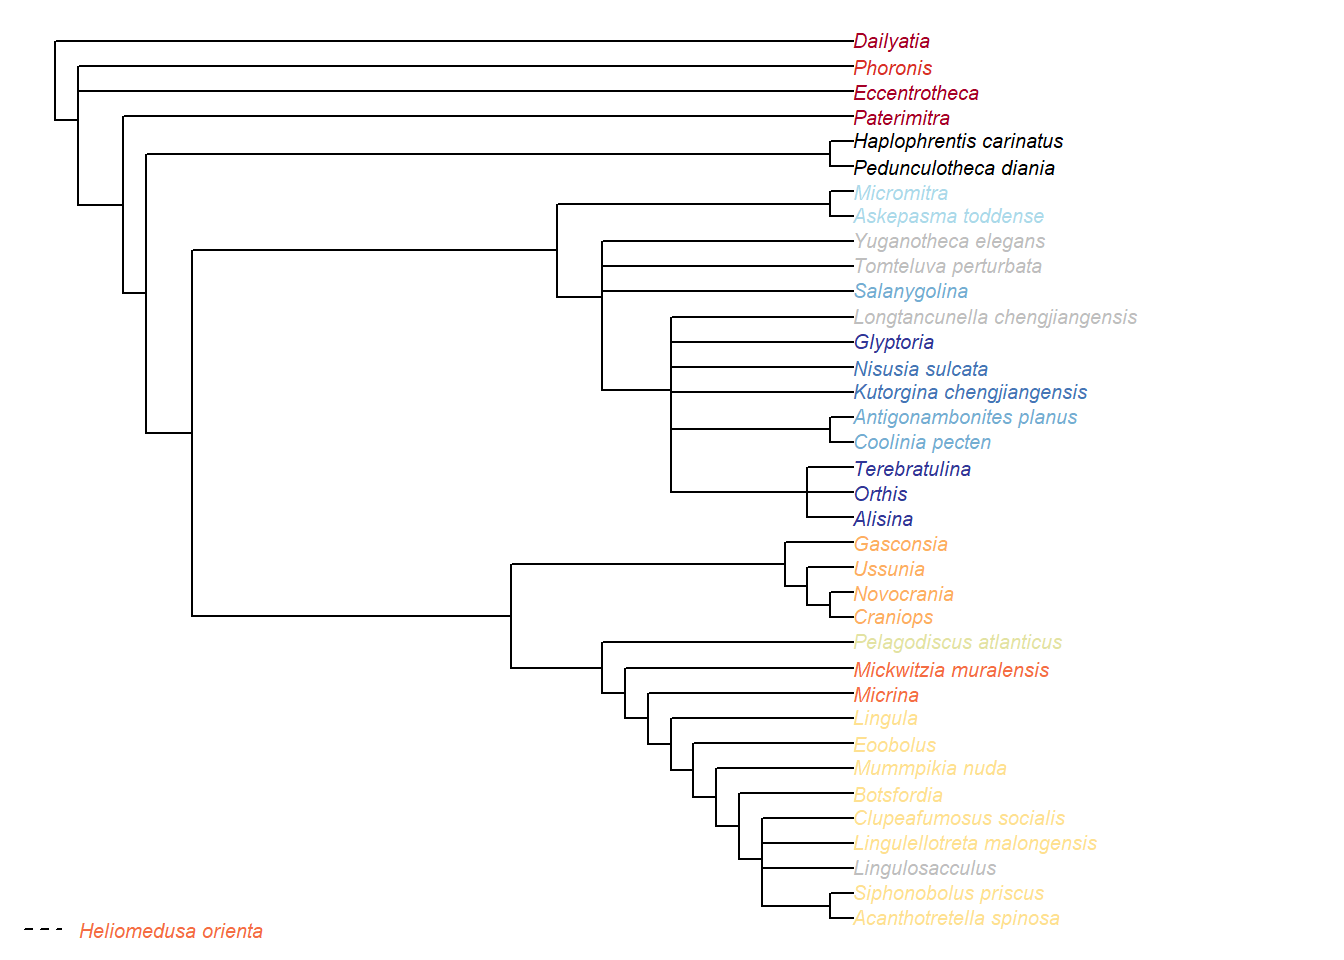 Dailyatia
Phoronis
Eccentrotheca
Paterimitra
Haplophrentis carinatus
Pedunculotheca diania
Micromitra
Askepasma toddense
Yuganotheca elegans
Tomteluva perturbata
Salanygolina
Longtancunella chengjiangensis
Glyptoria
Nisusia sulcata
Kutorgina chengjiangensis
Antigonambonites planus
Coolinia pecten
Terebratulina
Orthis
Alisina
Gasconsia
Ussunia
Novocrania
Craniops
Pelagodiscus atlanticus
Mickwitzia muralensis
Micrina
Lingula
Eoobolus
Mummpikia nuda
Botsfordia
Clupeafumosus socialis
Lingulellotreta malongensis
Lingulosacculus
Siphonobolus priscus
Acanthotretella spinosa
Heliomedusa orienta